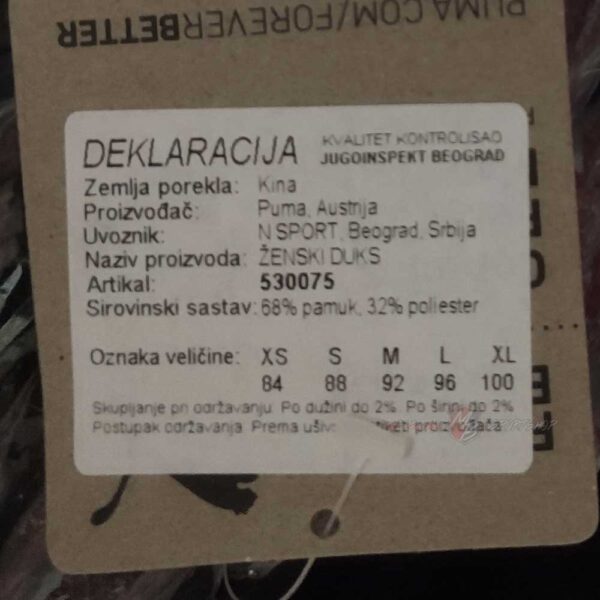 PUMA.COM/FOREVERBETTER
DEKLARACIJA
KVALITET KONTROLISAO
JUGOINSPEKT BEOGRAD
Zemlja porekla: Kina
Proizvođač: Puma, Austrija
Uvoznik: N SPORT, Beograd, Srbija
Naziv proizvoda: ŽENSKI DUKS
Artikal: 530075
Sirovinski sastav: 68% pamuk, 32% poliester
Oznaka veličine: XS S M L XL
84 88 92 96 100
Skupljanje pri održavanju: Po dužini do 2%. Po širini do 2%
Postupak održavanja: Prema proizvođača